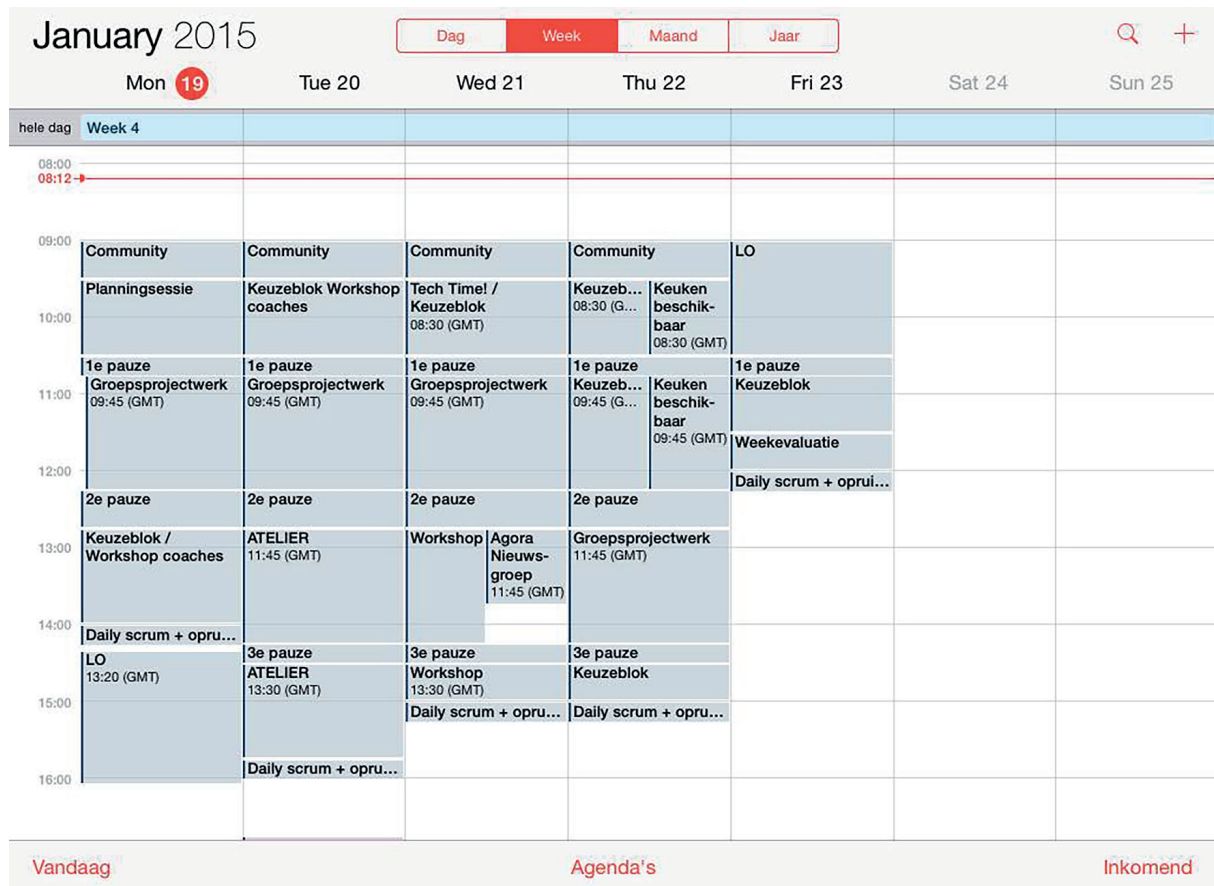 January 2015
Dag Week Maand Jaar
Mon 19 Tue 20 Wed 21 Thu 22 Fri 23 Sat 24 Sun 25
hele dag Week 4
08:00
08:12
09:00
10:00
11:00
12:00
13:00
14:00
15:00
16:00
Community
Planningsessie
1e pauze
Groepsprojectwerk
09:45 (GMT)
2e pauze
Keuzeblok /
Workshop coaches
Daily scrum + opru...
LO
13:20 (GMT)
Community
Keuzeblok Workshop
coaches
1e pauze
Groepsprojectwerk
09:45 (GMT)
2e pauze
ATELIER
11:45 (GMT)
3e pauze
ATELIER
13:30 (GMT)
Daily scrum + opru...
Community
Tech Time! /
Keuzeblok
08:30 (GMT)
1e pauze
Groepsprojectwerk
09:45 (GMT)
2e pauze
Workshop
Agora
Nieuws-
groep
11:45 (GMT)
3e pauze
Workshop
13:30 (GMT)
Daily scrum + opru...
Community
Keuzeb...
08:30 (G...
Keuken
beschik-
baar
08:30 (GMT)
1e pauze
Keuzeb...
09:45 (G...
Keuken
beschik-
baar
09:45 (GMT)
2e pauze
Groepsprojectwerk
11:45 (GMT)
3e pauze
Keuzeblok
Daily scrum + opru...
LO
1e pauze
Keuzeblok
Weekevaluatie
Daily scrum + oprui...
Vandaag Agenda's Inkomend